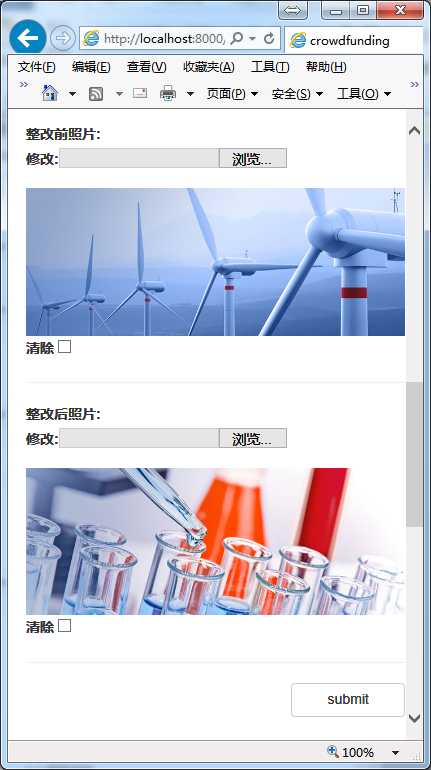 http://localhost:8000/
crowdfunding
文件(F) 编辑(E) 查看(V) 收藏夹(A) 工具(T) 帮助(H)
» 页面(P) 安全(S) 工具(O) »
整改前照片:
修改: 浏览...
清除
整改后照片:
修改: 浏览...
清除
submit
100%